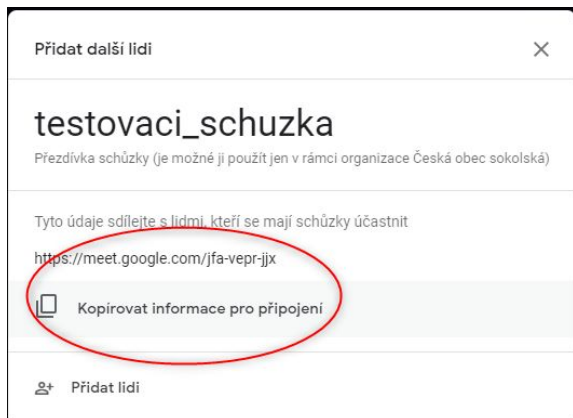 Přidat další lidi
testovaci_schuzka
Přezdívka schůzky (je možné ji použít jen v rámci organizace Česká obec sokolská)
Tyto údaje sdílejte s lidmi, kteří se mají schůzky účastnit
https://meet.google.com/jfa-vepr-jjx
Kopírovat informace pro připojení
Přidat lidi